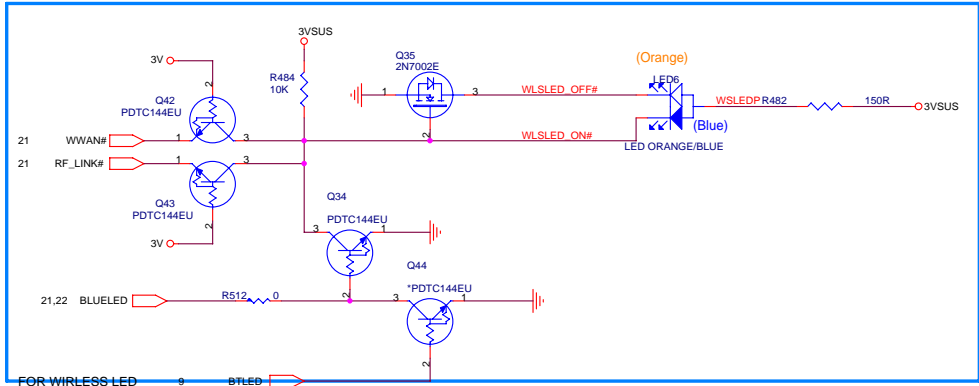 3VSUS
3V
2
Q42
PDTC144EU
R484
10K
Q35
2N7002E
1
3
2
WLSLED_OFF#
(Orange)
LED6
WSLEDP
R482
150R
3VSUS
(Blue)
LED ORANGE/BLUE
21
WWAN#
1
3
WLSLED_ON#
21
RF_LINK#
1
3
Q43
PDTC144EU
2
3V
Q34
PDTC144EU
3
1
2
Q44
*PDTC144EU
21,22
BLUELED
R512
0
3
1
2
FOR WIRLESS LED
9
BTLED